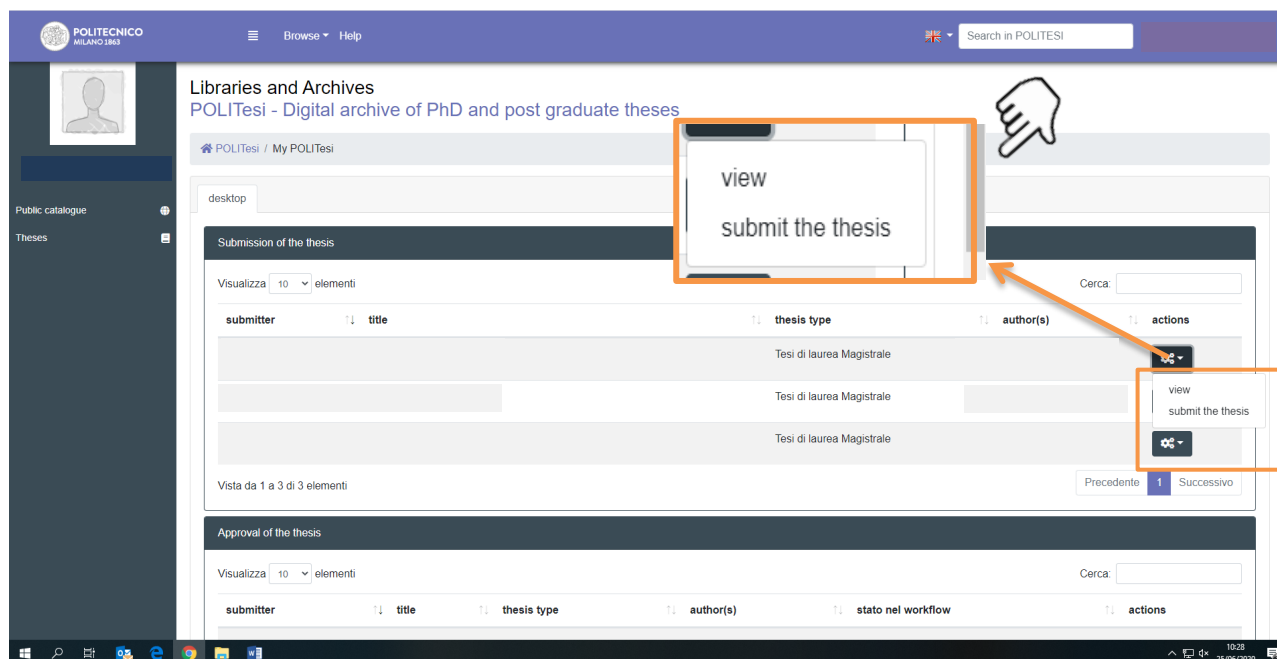 POLITECNICO
MILANO 1863
Browse Help
Search in POLITESI
Libraries and Archives
POLITesi - Digital archive of PhD and post graduate theses
POLITesi / My POLITesi
view
submit the thesis
Public catalogue
Theses
desktop
Submission of the thesis
Visualizza 10 elementi Cerca:
submitter title thesis type author(s) actions
Tesi di laurea Magistrale
Tesi di laurea Magistrale
view
submit the thesis
Tesi di laurea Magistrale
Vista da 1 a 3 di 3 elementi
Precedente 1 Successivo
Approval of the thesis
Visualizza 10 elementi Cerca:
submitter title thesis type author(s) stato nel workflow actions
10:28
25/06/2020